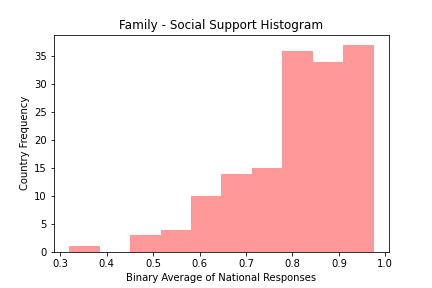 Family - Social Support Histogram
Country Frequency
35
30
25
20
15
10
5
0
0.3 0.4 0.5 0.6 0.7 0.8 0.9 1.0
Binary Average of National Responses